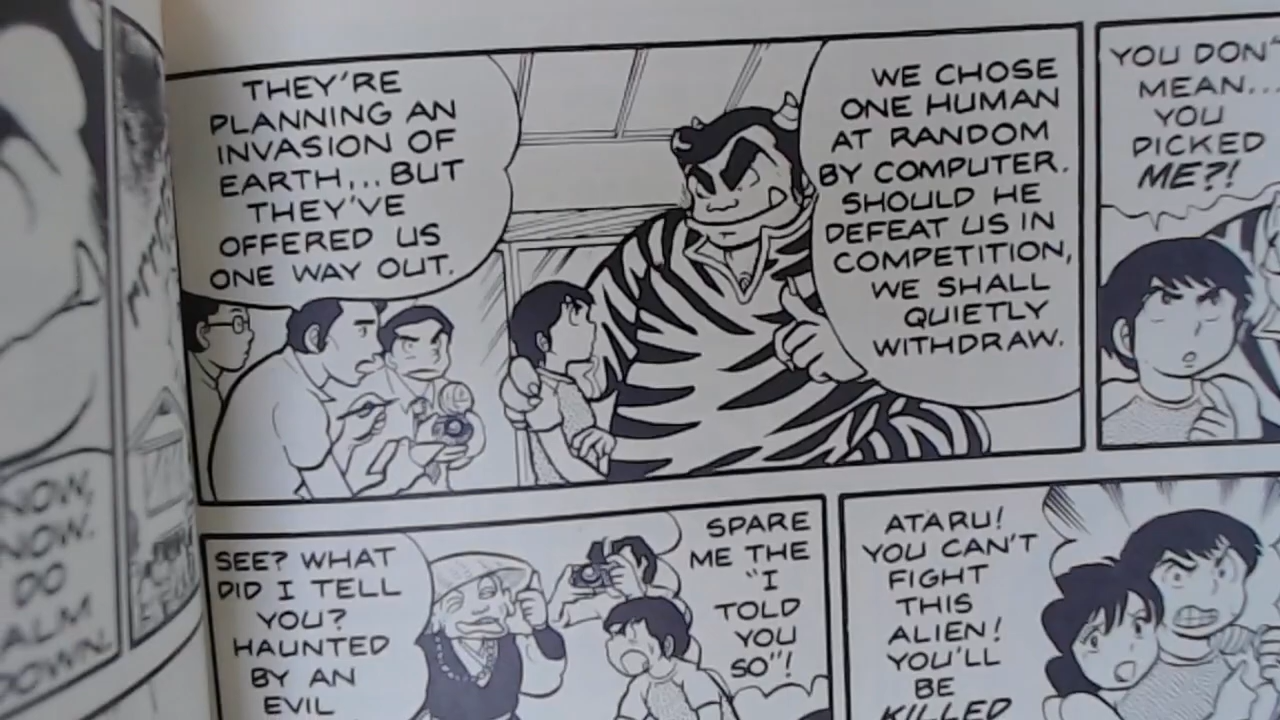 THEY'RE
PLANNING AN
INVASION OF
EARTH... BUT
THEY'VE
OFFERED US
ONE WAY OUT.
WE CHOSE
ONE HUMAN
AT RANDOM
BY COMPUTER.
SHOULD HE
DEFEAT US IN
COMPETITION,
WE SHALL
QUIETLY
WITHDRAW.
YOU DON'T
MEAN...
YOU
PICKED
ME?!
NOW,
NOW.
DO
DOWN.
SEE? WHAT
DID I TELL
YOU?
HAUNTED
BY AN
EVIL
SPARE
ME THE
"I
TOLD
YOU
SO"!
ATARU!
YOU CAN'T
FIGHT
THIS
ALIEN!
YOU'LL
BE
KILLED